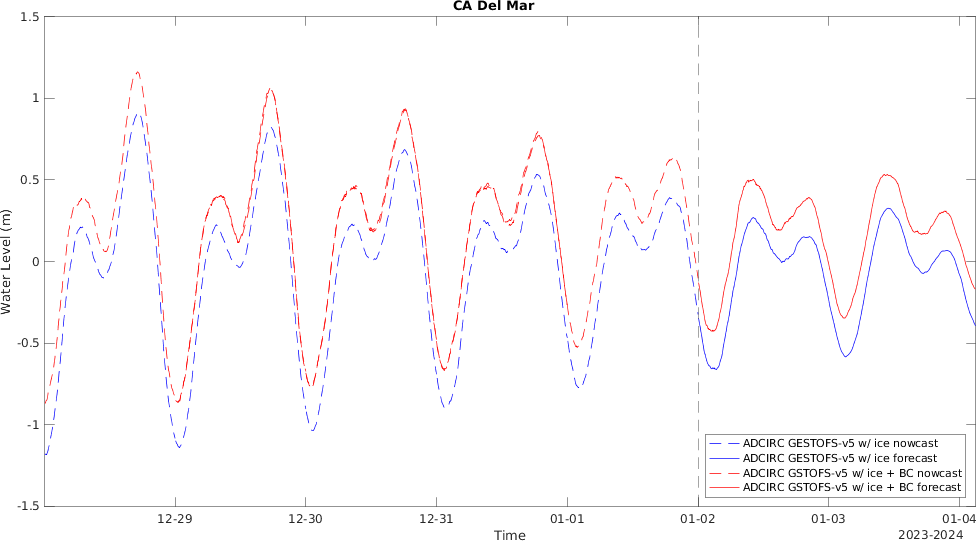 CA Del Mar
1.5
1
0.5
0
-0.5
-1
-1.5
Water Level (m)
ADCIRC GESTOFS-v5 w/ ice nowcast
ADCIRC GESTOFS-v5 w/ ice forecast
ADCIRC GSTOFS-v5 w/ ice + BC nowcast
ADCIRC GSTOFS-v5 w/ ice + BC forecast
12-29 12-30 12-31 01-01 01-02 01-03 01-04
Time
2023-2024